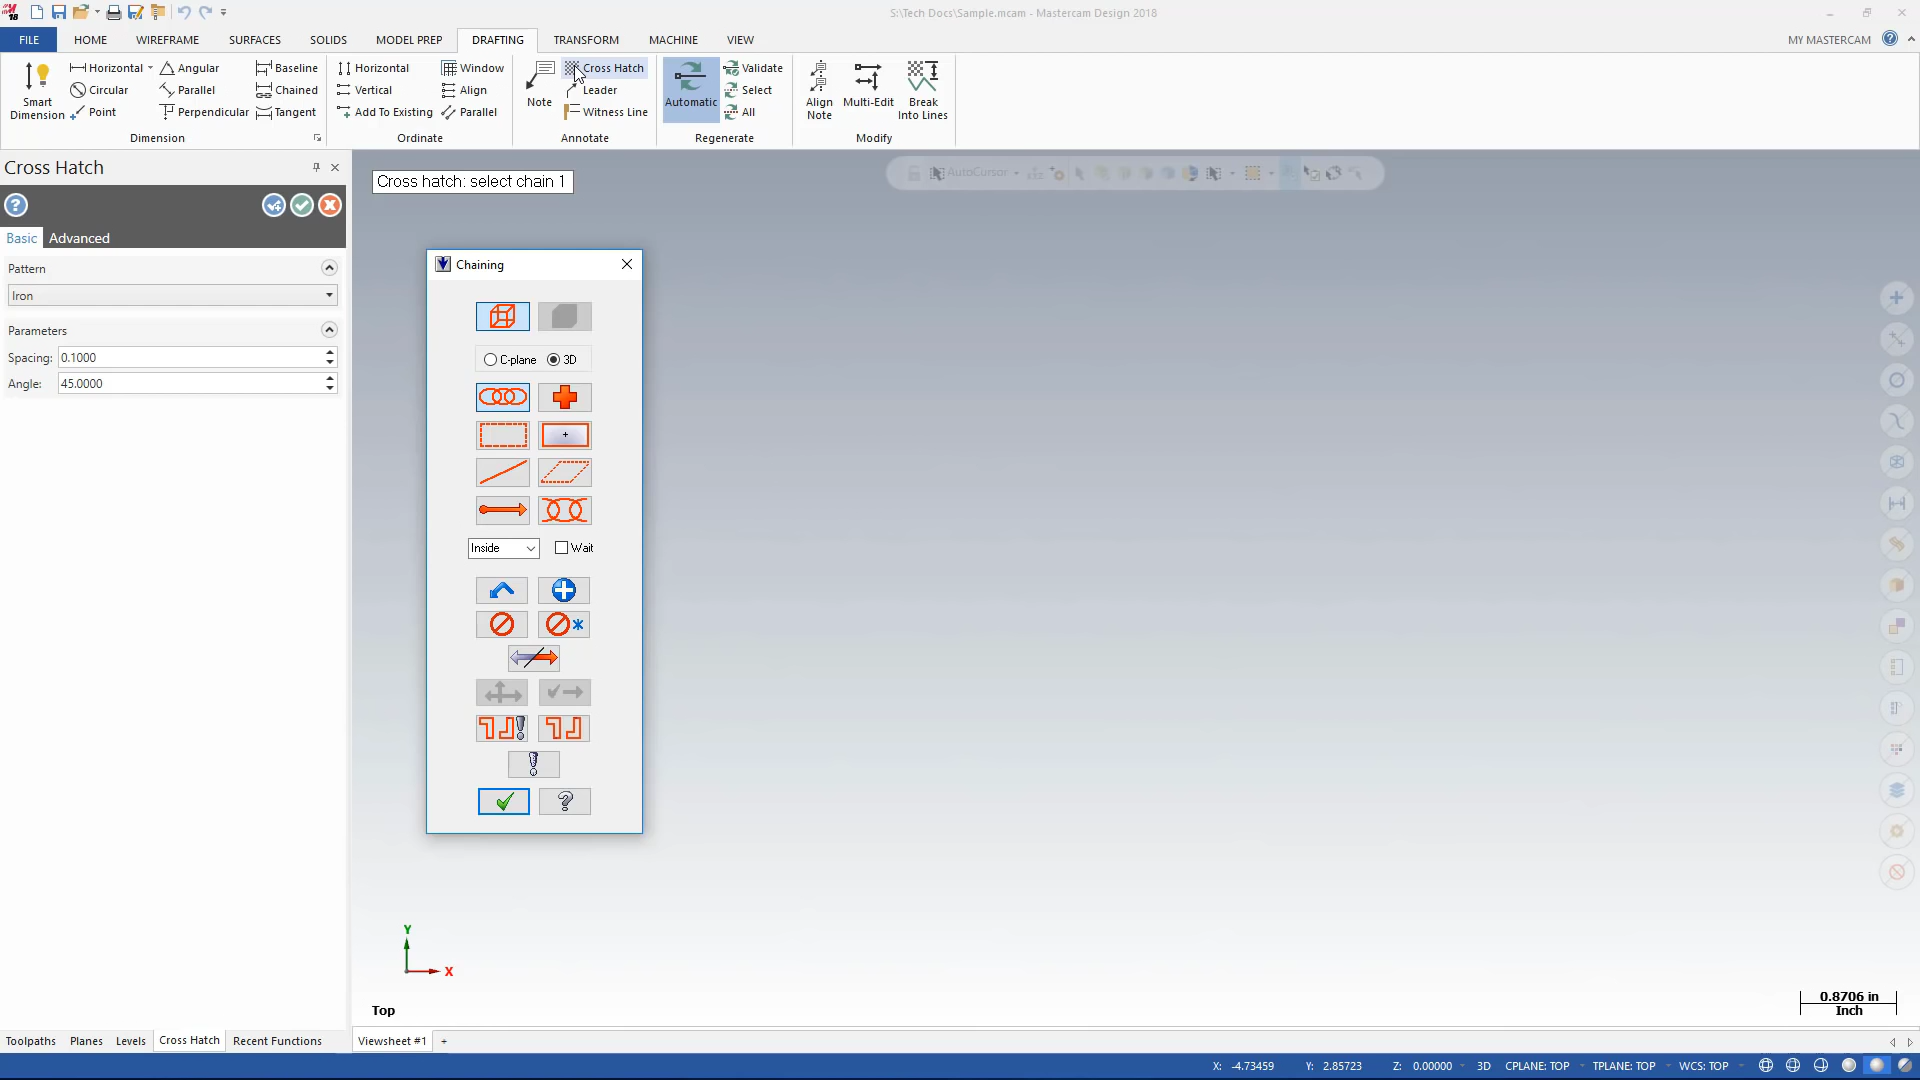 18
S:\Tech Docs\Sample.mcam - Mastercam Design 2018
FILE HOME WIREFRAME SURFACES SOLIDS MODEL PREP DRAFTING TRANSFORM MACHINE VIEW MY MASTERCAM
Smart Dimension
Horizontal Angular Baseline
Circular Parallel Chained
Point Perpendicular Tangent
Dimension
Horizontal Window
Vertical Align
Add To Existing Parallel
Ordinate
Note
Cross Hatch
Leader
Witness Line
Annotate
Automatic
Validate
Select
All
Regenerate
Align Note
Multi-Edit
Break Into Lines
Modify
Cross Hatch
Basic Advanced
Pattern
Iron
Parameters
Spacing: 0.1000
Angle: 45.0000
Cross hatch: select chain 1
AutoCursor
Chaining
C-plane 3D
Inside Wait
Y
X
Top
0.8706 in
Inch
Toolpaths Planes Levels Cross Hatch Recent Functions
Viewsheet #1 +
X: -4.73459 Y: 2.85723 Z: 0.00000 3D CPLANE: TOP TPLANE: TOP WCS: TOP